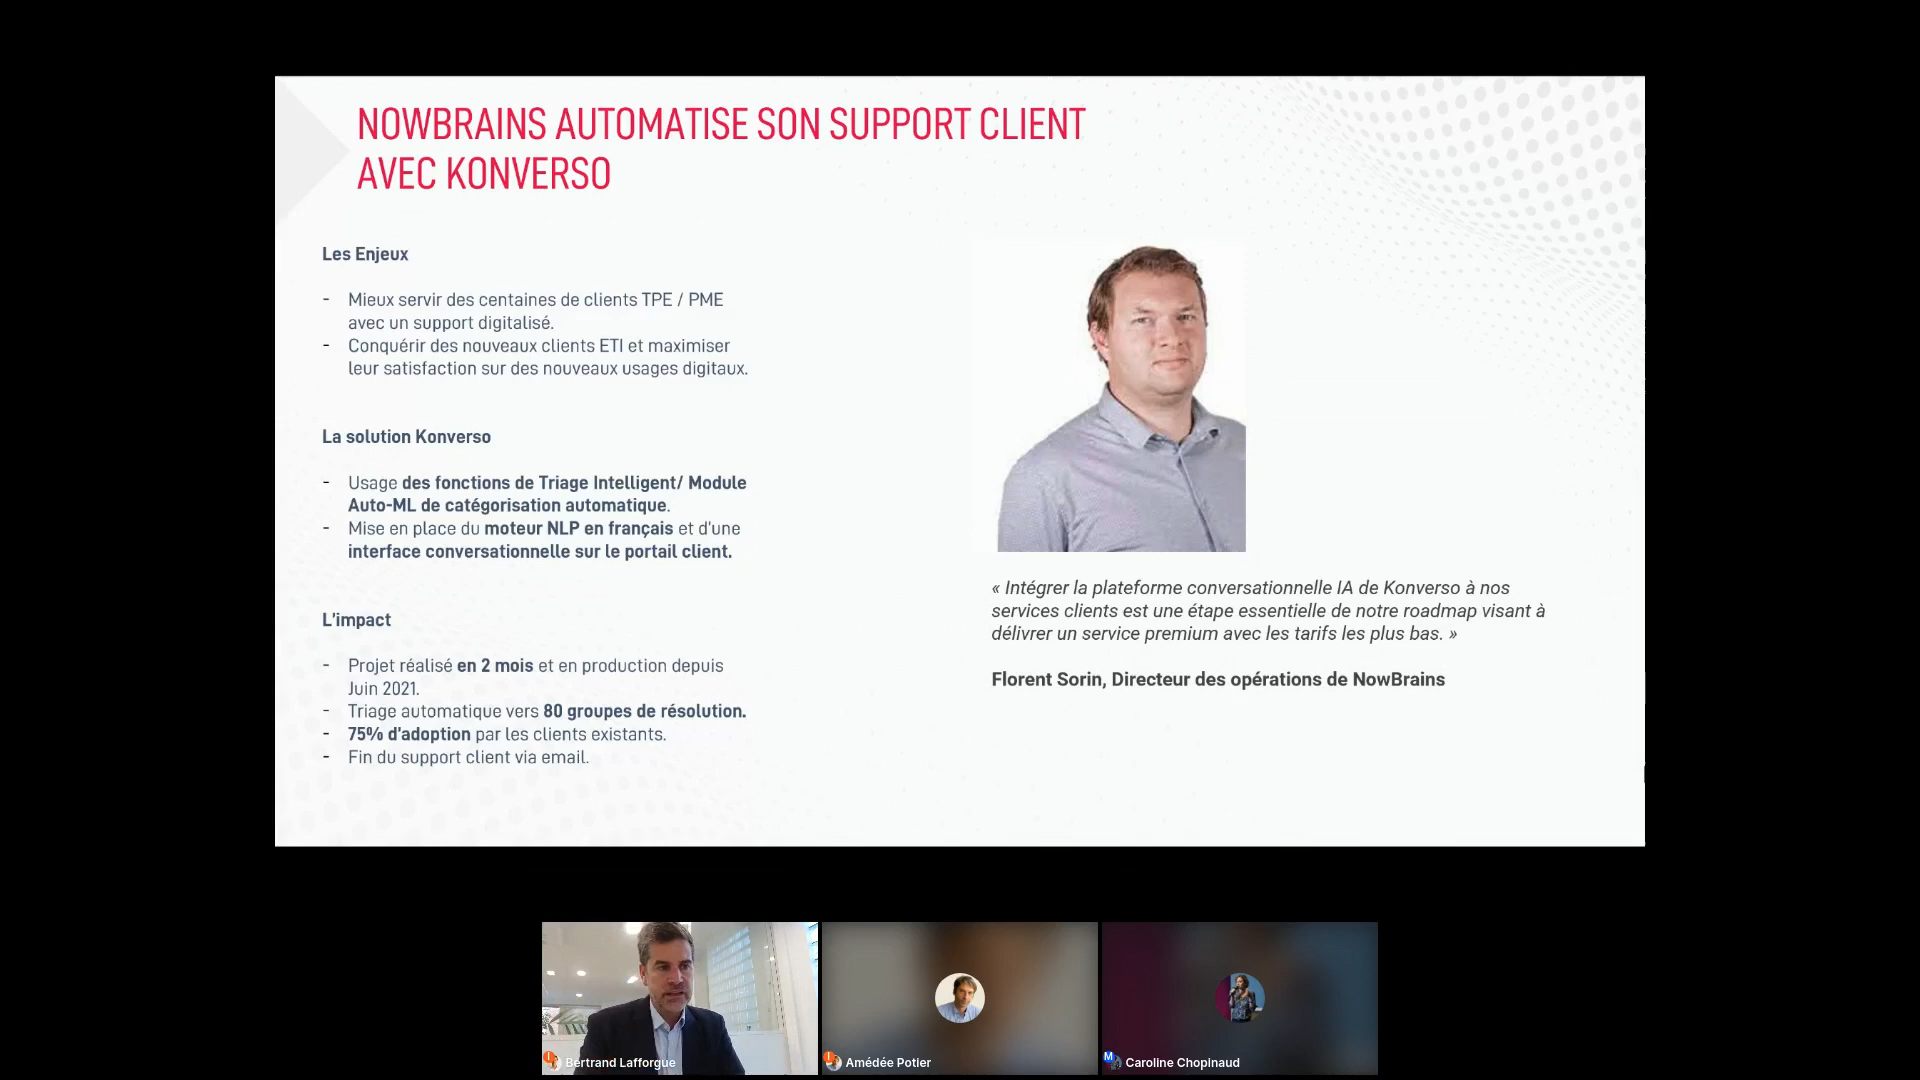 NOWBRAINS AUTOMATISE SON SUPPORT CLIENT
AVEC KONVERSO
Les Enjeux
- Mieux servir des centaines de clients TPE / PME
avec un support digitalisé.
- Conquérir des nouveaux clients ETI et maximiser
leur satisfaction sur des nouveaux usages digitaux.
La solution Konverso
- Usage des fonctions de Triage Intelligent/ Module
Auto-ML de catégorisation automatique.
- Mise en place du moteur NLP en français et d'une
interface conversationnelle sur le portail client.
L'impact
- Projet réalisé en 2 mois et en production depuis
Juin 2021.
- Triage automatique vers 80 groupes de résolution.
- 75% d'adoption par les clients existants.
- Fin du support client via email.
« Intégrer la plateforme conversationnelle IA de Konverso à nos
services clients est une étape essentielle de notre roadmap visant à
délivrer un service premium avec les tarifs les plus bas. »
Florent Sorin, Directeur des opérations de NowBrains
Bertrand Lafforgue
Amédée Potier
M Caroline Chopinaud